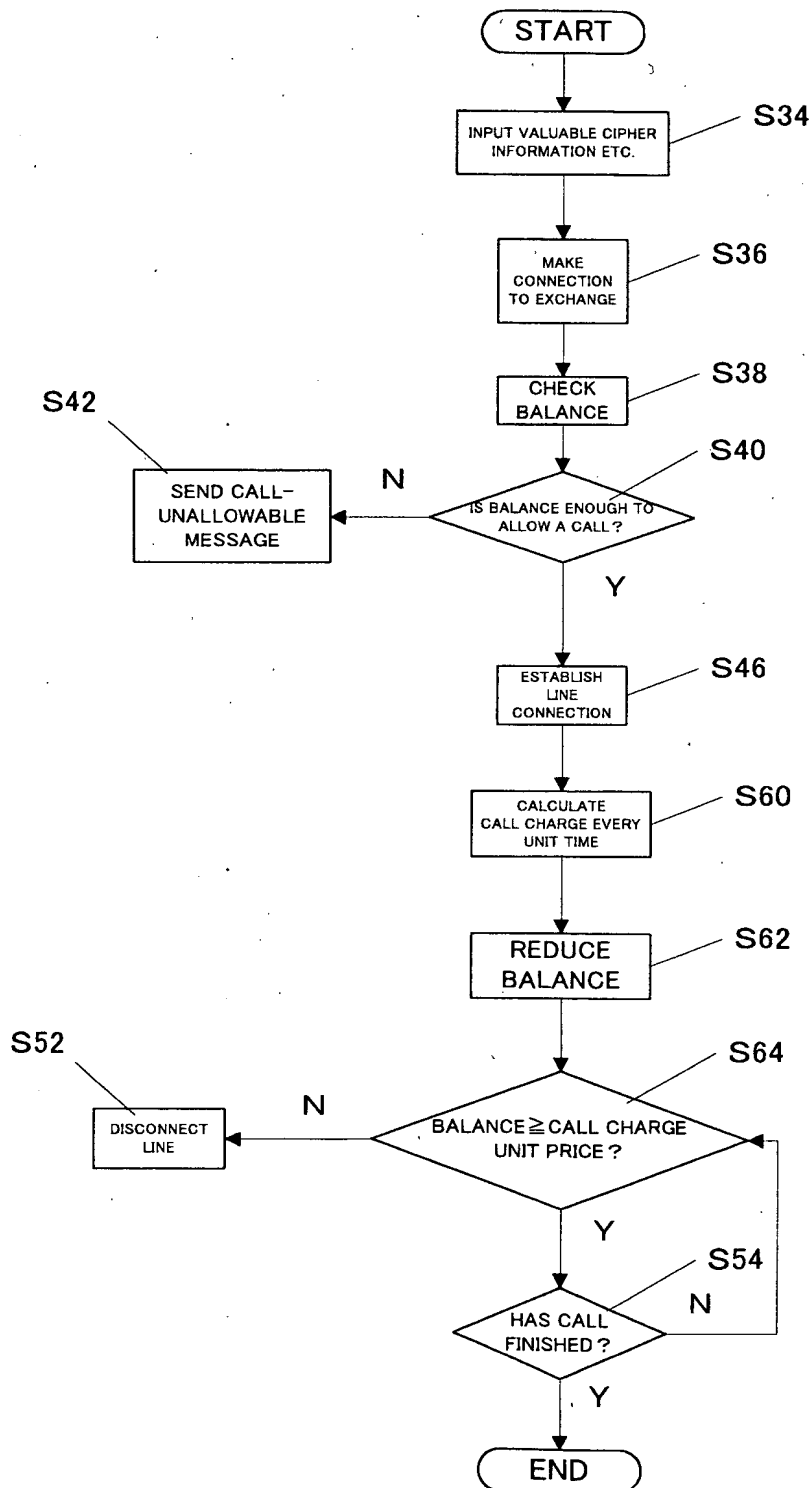 START
S34
INPUT VALUABLE CIPHER
INFORMATION ETC.
S36
MAKE
CONNECTION
TO EXCHANGE
S38
CHECK
BALANCE
S42
S40
SEND CALL-
UNALLOWABLE
MESSAGE
N
IS BALANCE ENOUGH TO
ALLOW A CALL?
Y
S46
ESTABLISH
LINE
CONNECTION
S60
CALCULATE
CALL CHARGE EVERY
UNIT TIME
S62
REDUCE
BALANCE
S52
S64
DISCONNECT
LINE
N
BALANCE≧CALL CHARGE
UNIT PRICE?
Y
S54
HAS CALL
FINISHED?
N
Y
END